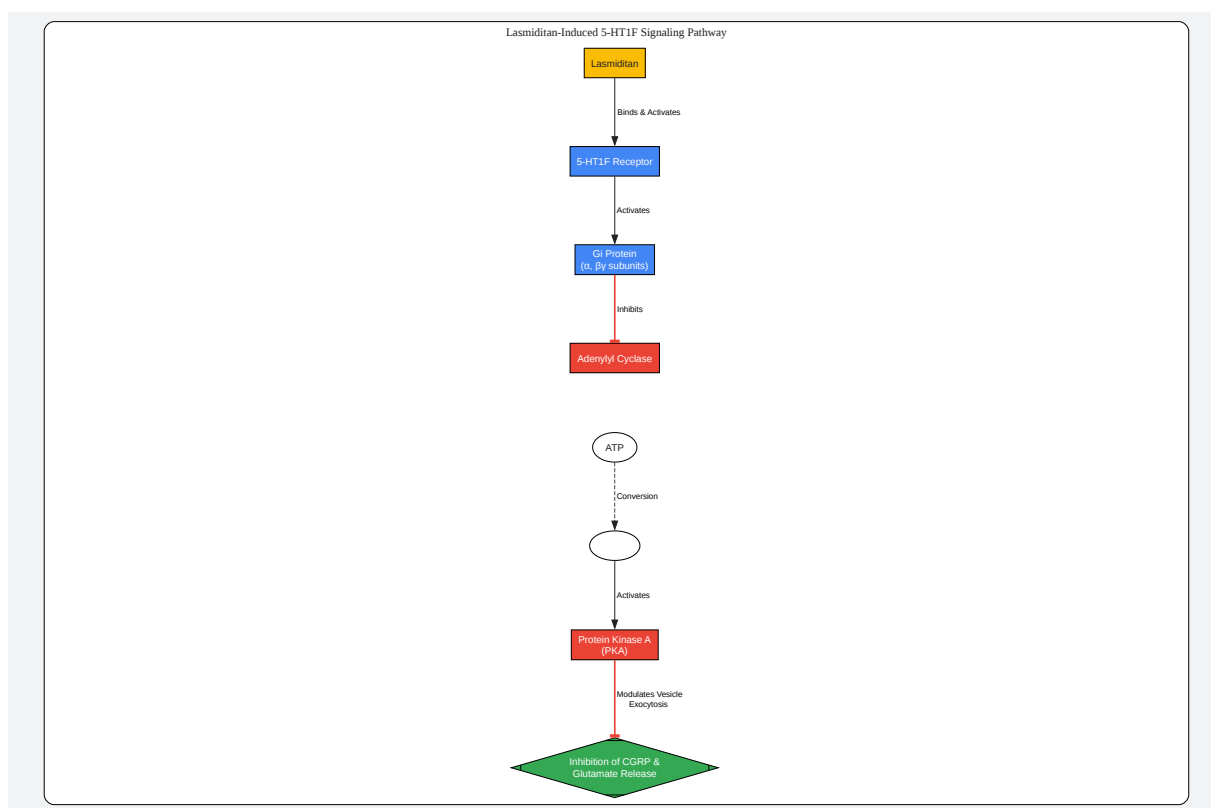 Lasmiditan-Induced 5-HT1F Signaling Pathway
Lasmiditan
Binds & Activates
5-HT1F Receptor
Activates
Gi Protein
(α, βγ subunits)
Inhibits
Adenylyl Cyclase
ATP
Conversion
Activates
Protein Kinase A
(PKA)
Modulates Vesicle
Exocytosis
Inhibition of CGRP &
Glutamate Release